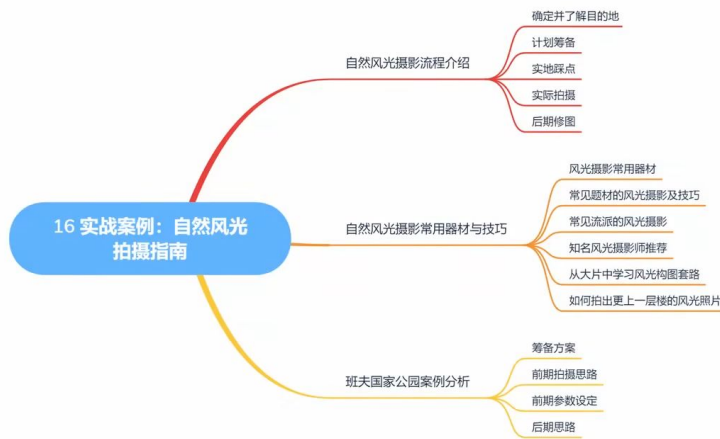 16 实战案例：自然风光
拍摄指南
自然风光摄影流程介绍
确定并了解目的地
计划筹备
实地踩点
实际拍摄
后期修图
自然风光摄影常用器材与技巧
风光摄影常用器材
常见题材的风光摄影及技巧
常见流派的风光摄影
知名风光摄影师推荐
从大片中学习风光构图套路
如何拍出更上一层楼的风光照片
班夫国家公园案例分析
筹备方案
前期拍摄思路
前期参数设定
后期思路